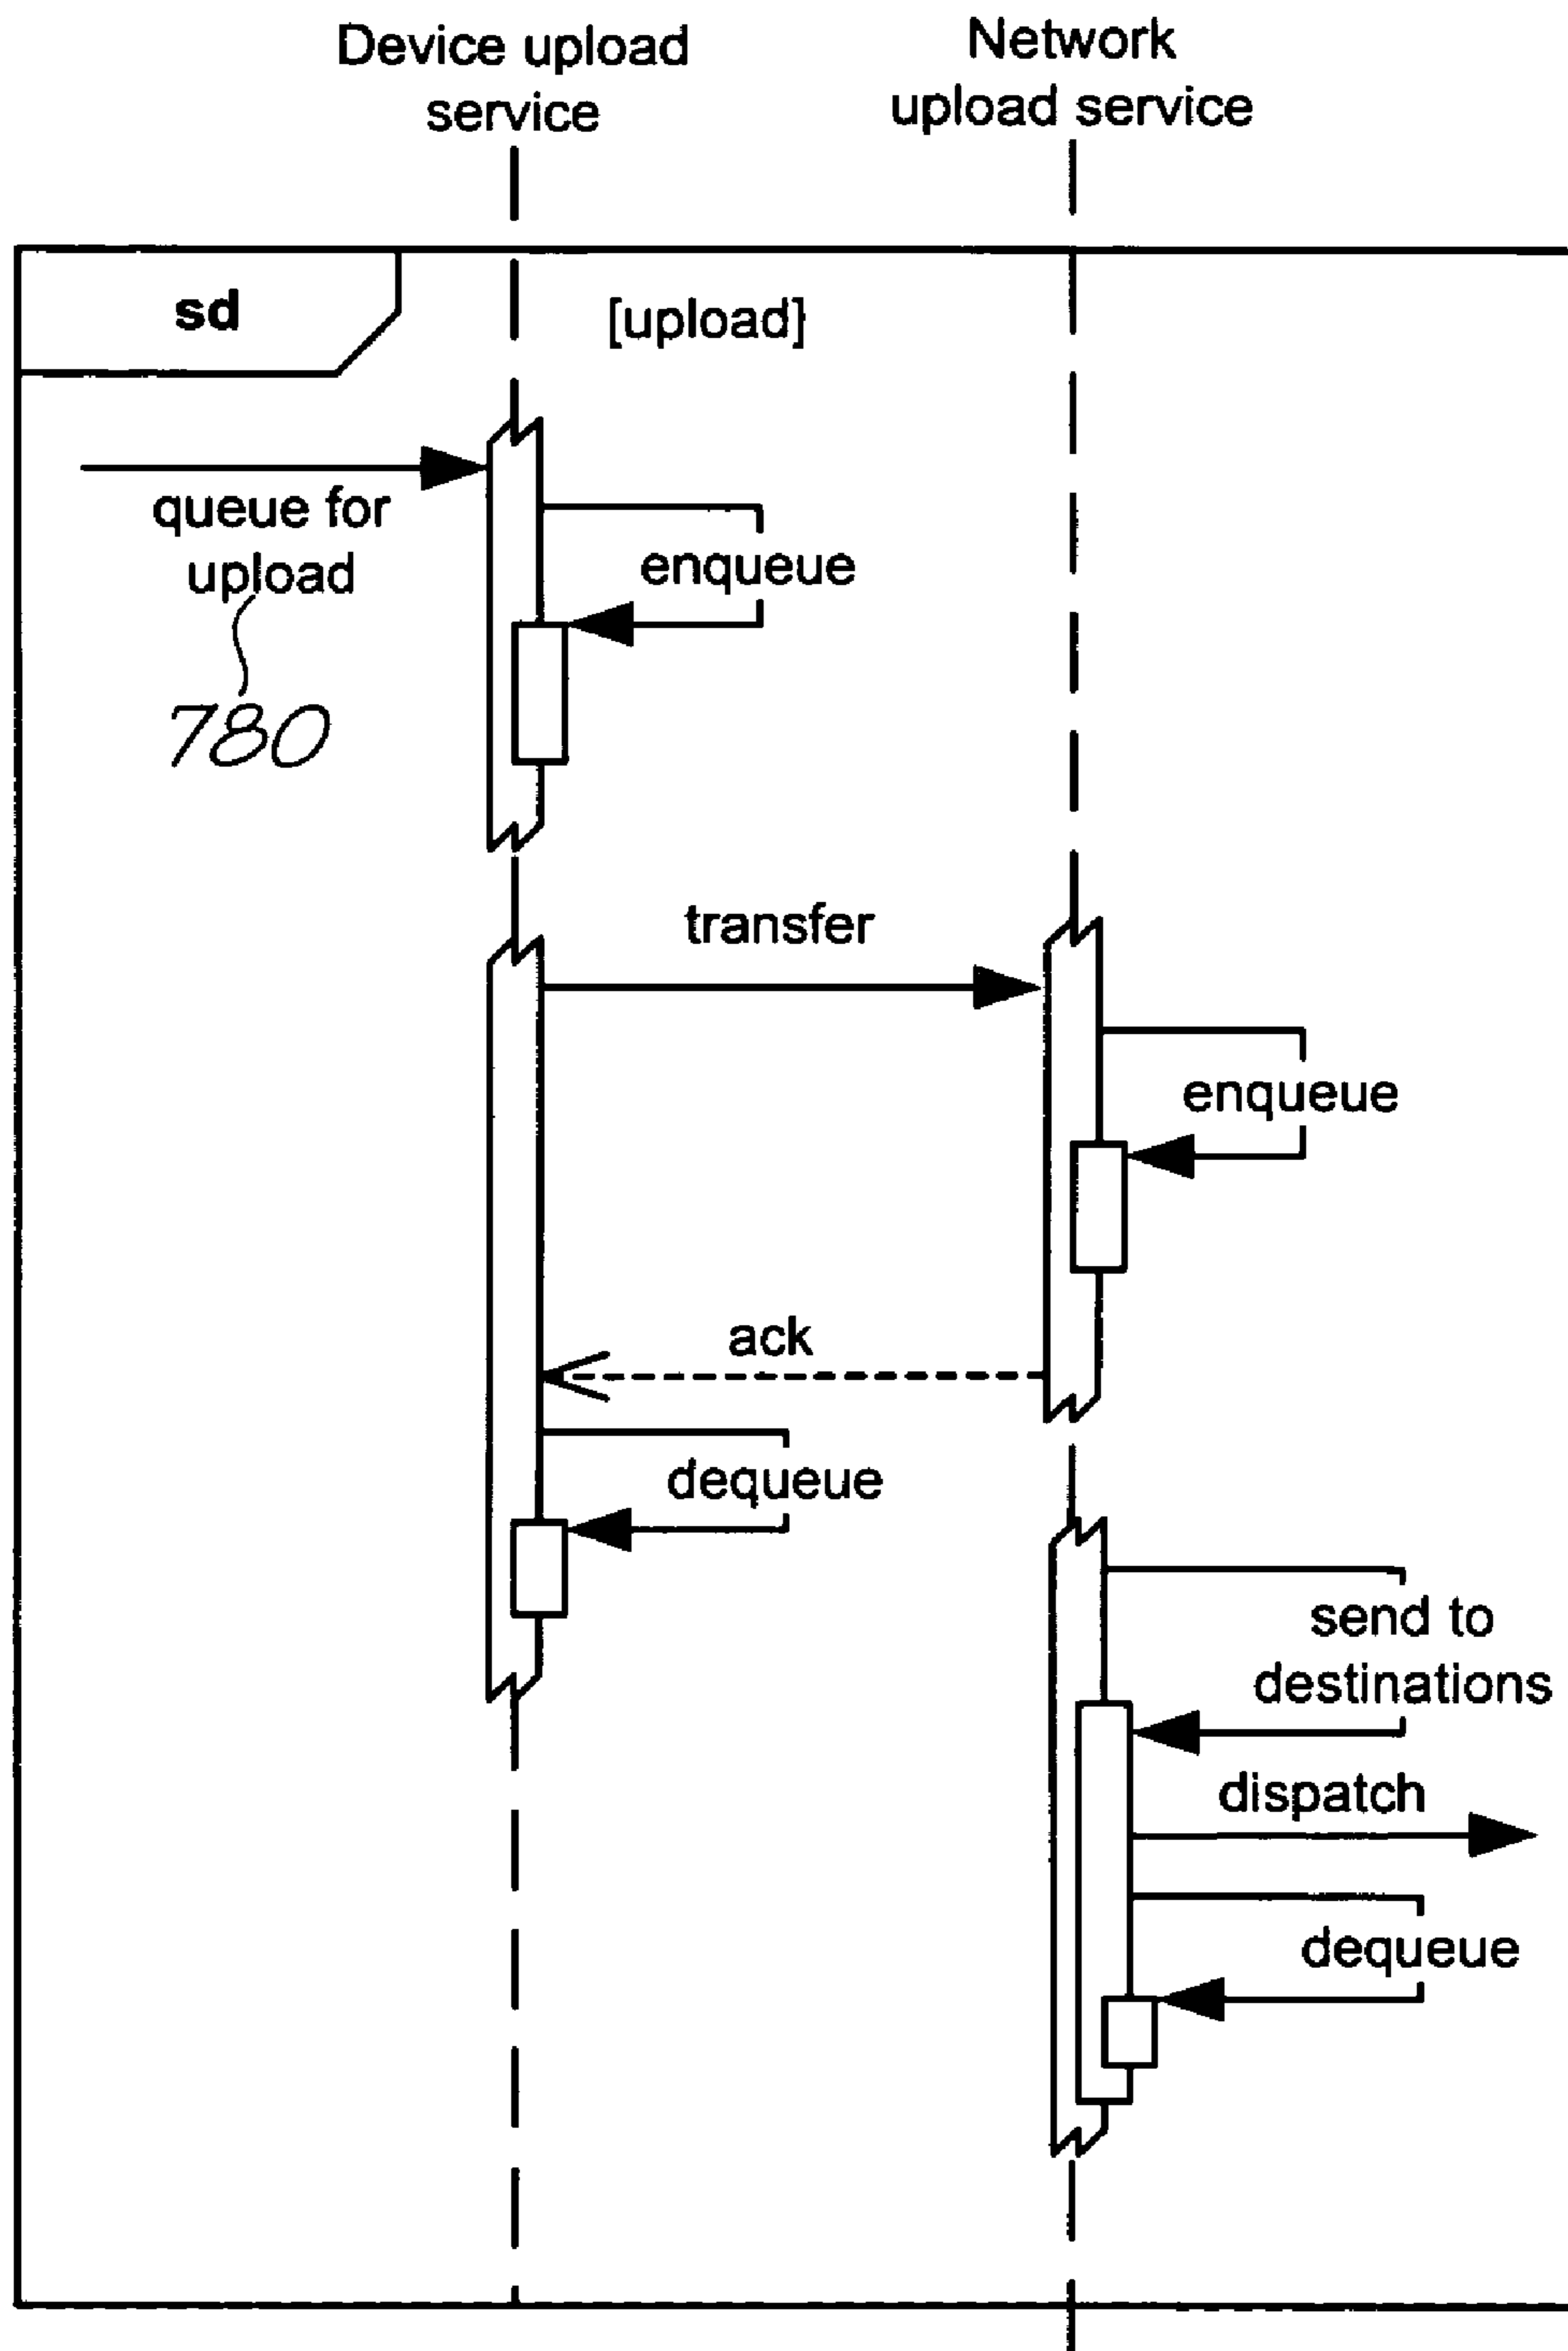 Device upload
service
Network
upload service
sd
[upload]
queue for
upload
780
enqueue
transfer
enqueue
ack
dequeue
send to
destinations
dispatch
dequeue